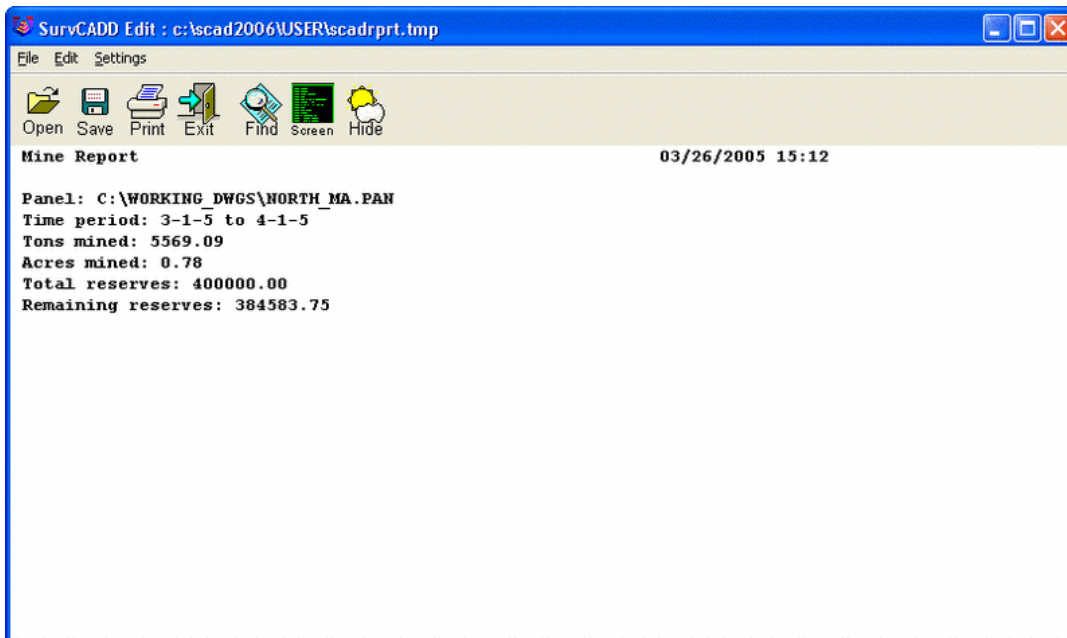 SurvCADD Edit : c:\scad2006\USER\scadrprt.tmp
File Edit Settings
Open Save Print Exit Find Screen Hide
Mine Report 03/26/2005 15:12
Panel: C:\WORKING_DWGS\NORTH_MA.PAN
Time period: 3-1-5 to 4-1-5
Tons mined: 5569.09
Acres mined: 0.78
Total reserves: 400000.00
Remaining reserves: 384583.75